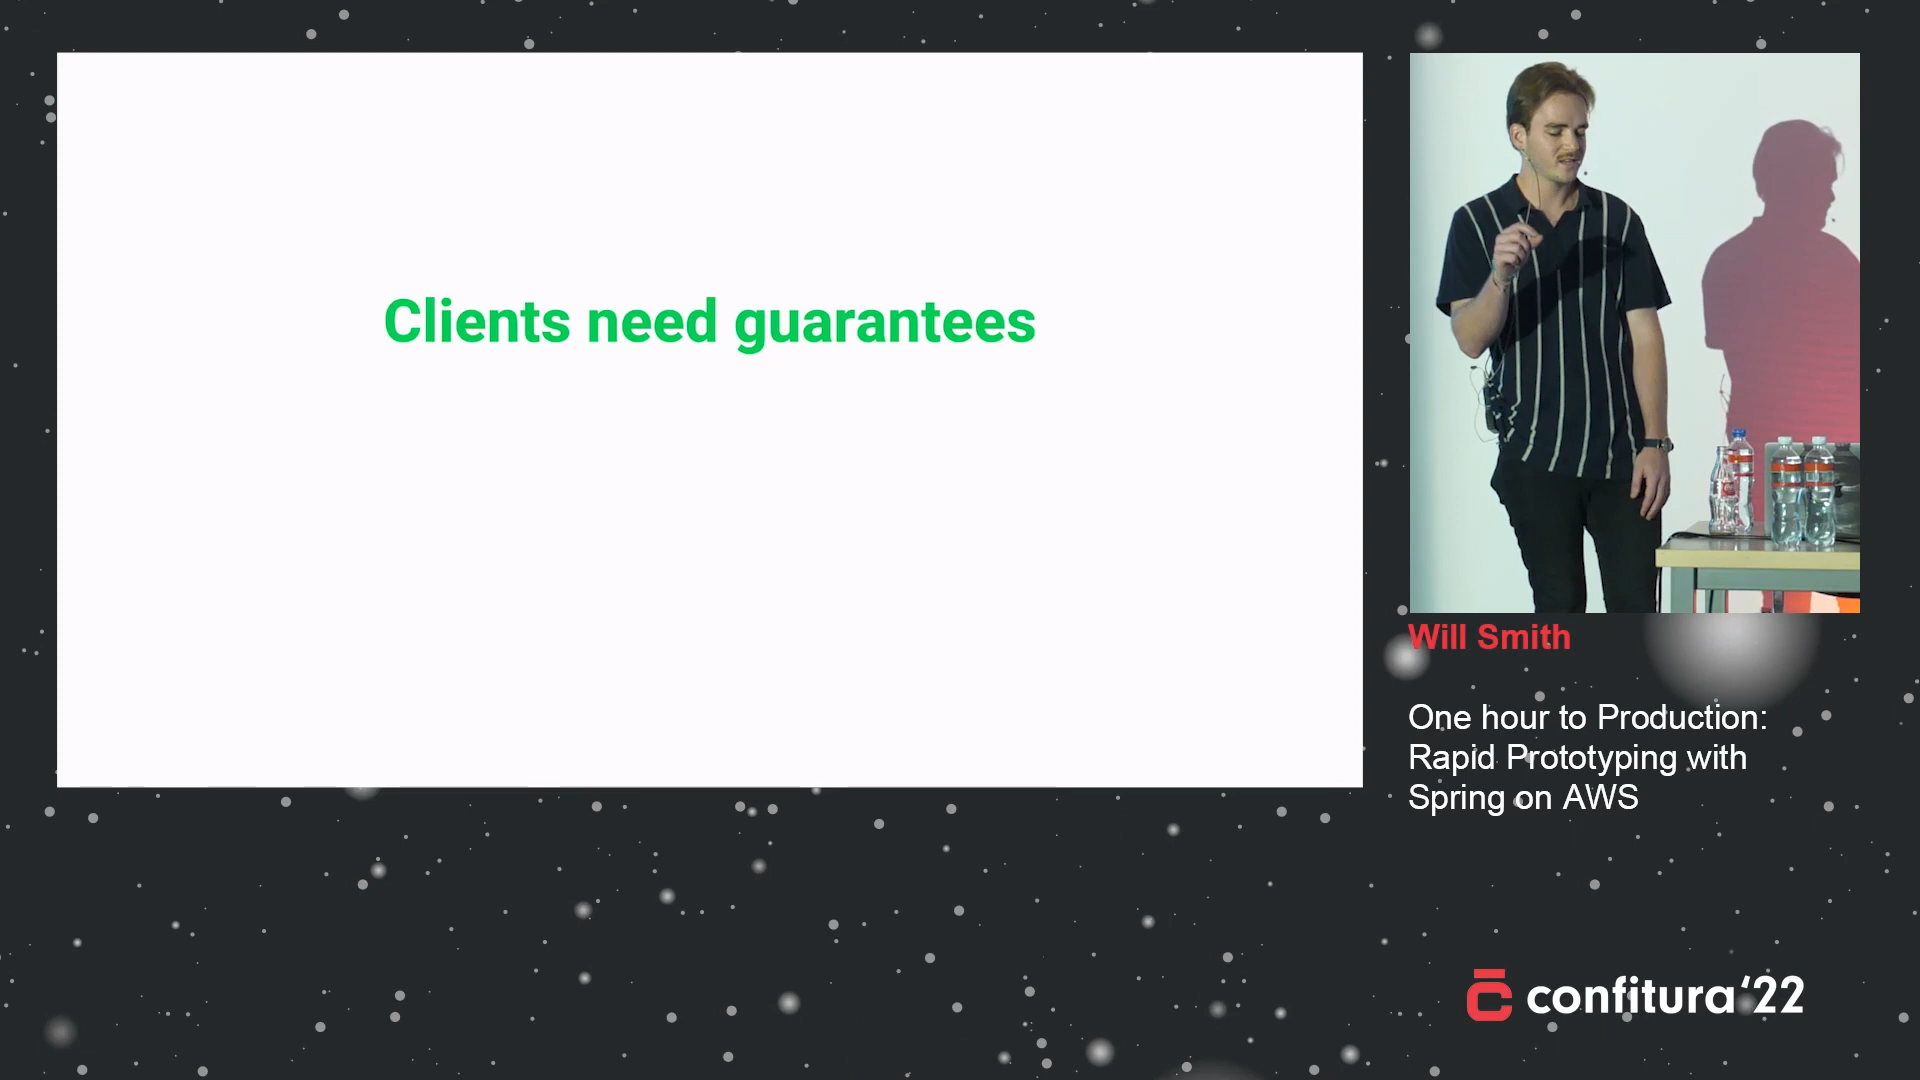 Clients need guarantees
Will Smith
One hour to Production:
Rapid Prototyping with
Spring on AWS
confitura‘22